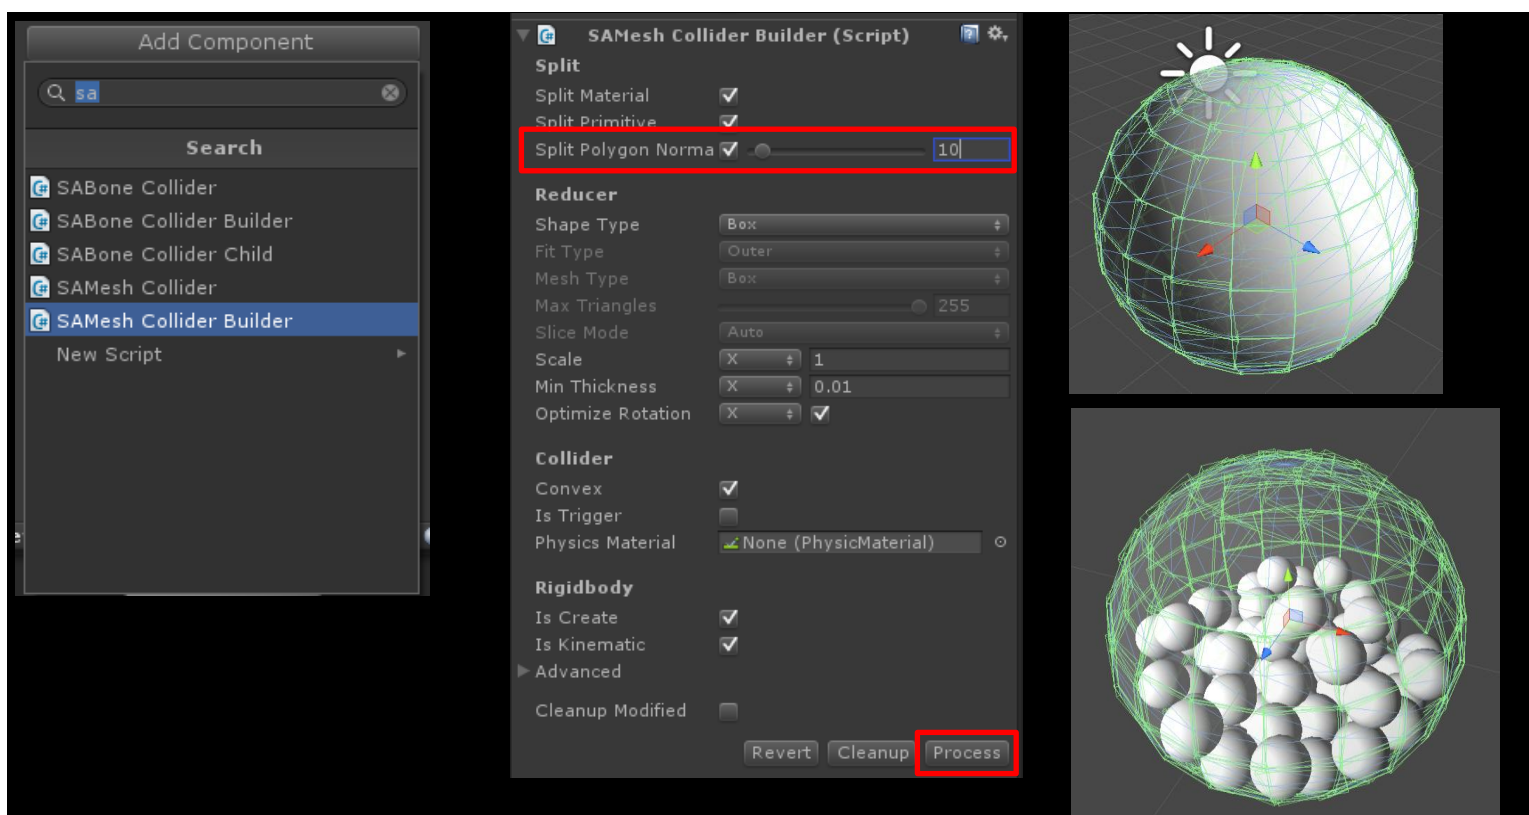 Add Component
sa
Search
SABone Collider
SABone Collider Builder
SABone Collider Child
SAMesh Collider
SAMesh Collider Builder
New Script
SAMesh Collider Builder (Script)
Split
Split Material
Split Primitive
Split Polygon Norma 10
Reducer
Shape Type Box
Fit Type Outer
Mesh Type Box
Max Triangles 255
Slice Mode Auto
Scale X 1
Min Thickness X 0.01
Optimize Rotation X
Collider
Convex
Is Trigger
Physics Material None (PhysicMaterial)
Rigidbody
Is Create
Is Kinematic
Advanced
Cleanup Modified
Revert Cleanup Process